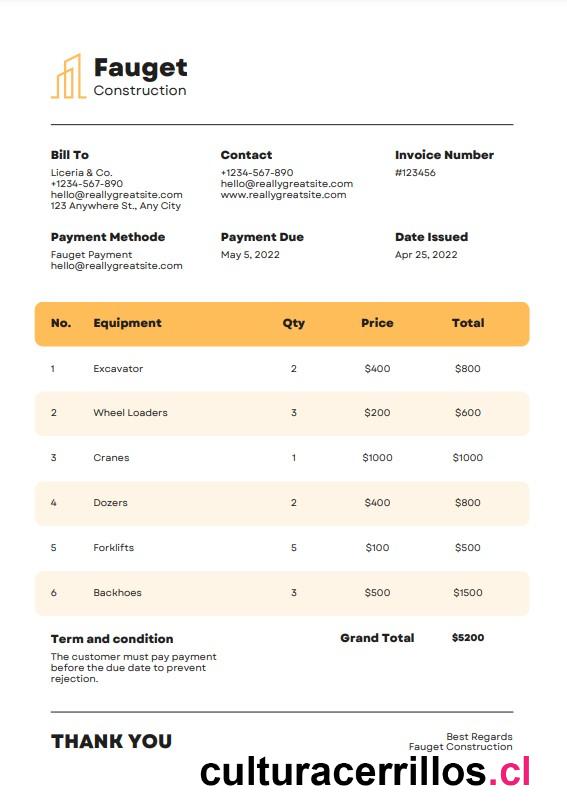 Fauget
Construction
Bill To
Liceria & Co.
+1234-567-890
hello@reallygreatsite.com
123 Anywhere St., Any City
Contact
+1234-567-890
hello@reallygreatsite.com
www.reallygreatsite.com
Invoice Number
#123456
Payment Methode
Fauget Payment
hello@reallygreatsite.com
Payment Due
May 5, 2022
Date Issued
Apr 25, 2022
No. Equipment Qty Price Total
1 Excavator 2 $400 $800
2 Wheel Loaders 3 $200 $600
3 Cranes 1 $1000 $1000
4 Dozers 2 $400 $800
5 Forklifts 5 $100 $500
6 Backhoes 3 $500 $1500
Grand Total $5200
Term and condition
The customer must pay payment
before the due date to prevent
rejection.
THANK YOU
Best Regards
Fauget Construction
culturacerrillos.cl